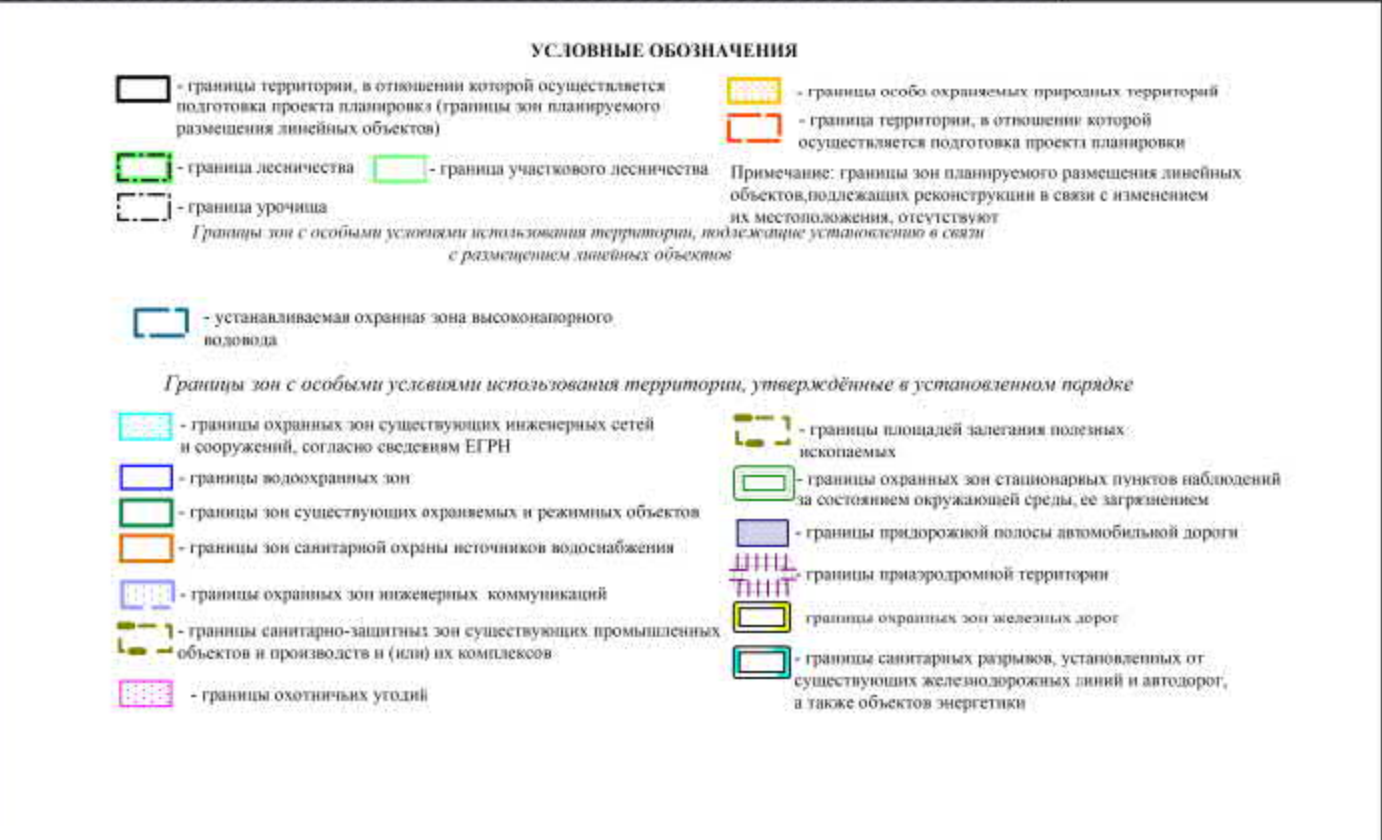 УСЛОВНЫЕ ОБОЗНАЧЕНИЯ
- границы территории, в отношении которой осуществляется
подготовка проекта планировки (границы зон планируемого
размещения линейных объектов)
- граница лесничества
- граница участкового лесничества
- граница урочища
- границы особо охраняемых природных территорий
- граница территории, в отношении которой
осуществляется подготовка проекта планировки
Примечание: границы зон планируемого размещения линейных
объектов,подлежащих реконструкции в связи с изменением
их местоположения, отсутствуют
Границы зон с особыми условиями использования территории, подлежащие установлению в связи
с размещением линейных объектов
- устанавливаемая охранная зона высоконапорного
водовода
Границы зон с особыми условиями использования территории, утверждённые в установленном порядке
- границы охранных зон существующих инженерных сетей
и сооружений, согласно сведениям ЕГРН
- границы водоохранных зон
- границы зон существующих охраняемых и режимных объектов
- границы зон санитарной охраны источников водоснабжения
- границы охранных зон инженерных коммуникаций
- границы санитарно-защитных зон существующих промышленных
объектов и производств и (или) их комплексов
- границы охотничьих угодий
- границы площадей залегания полезных
ископаемых
- границы охранных зон стационарных пунктов наблюдений
за состоянием окружающей среды, ее загрязнением
- границы придорожной полосы автомобильной дороги
- границы приаэродромной территории
границы охранных зон железных дорог
- границы санитарных разрывов, установленных от
существующих железнодорожных линий и автодорог,
а также объектов энергетики